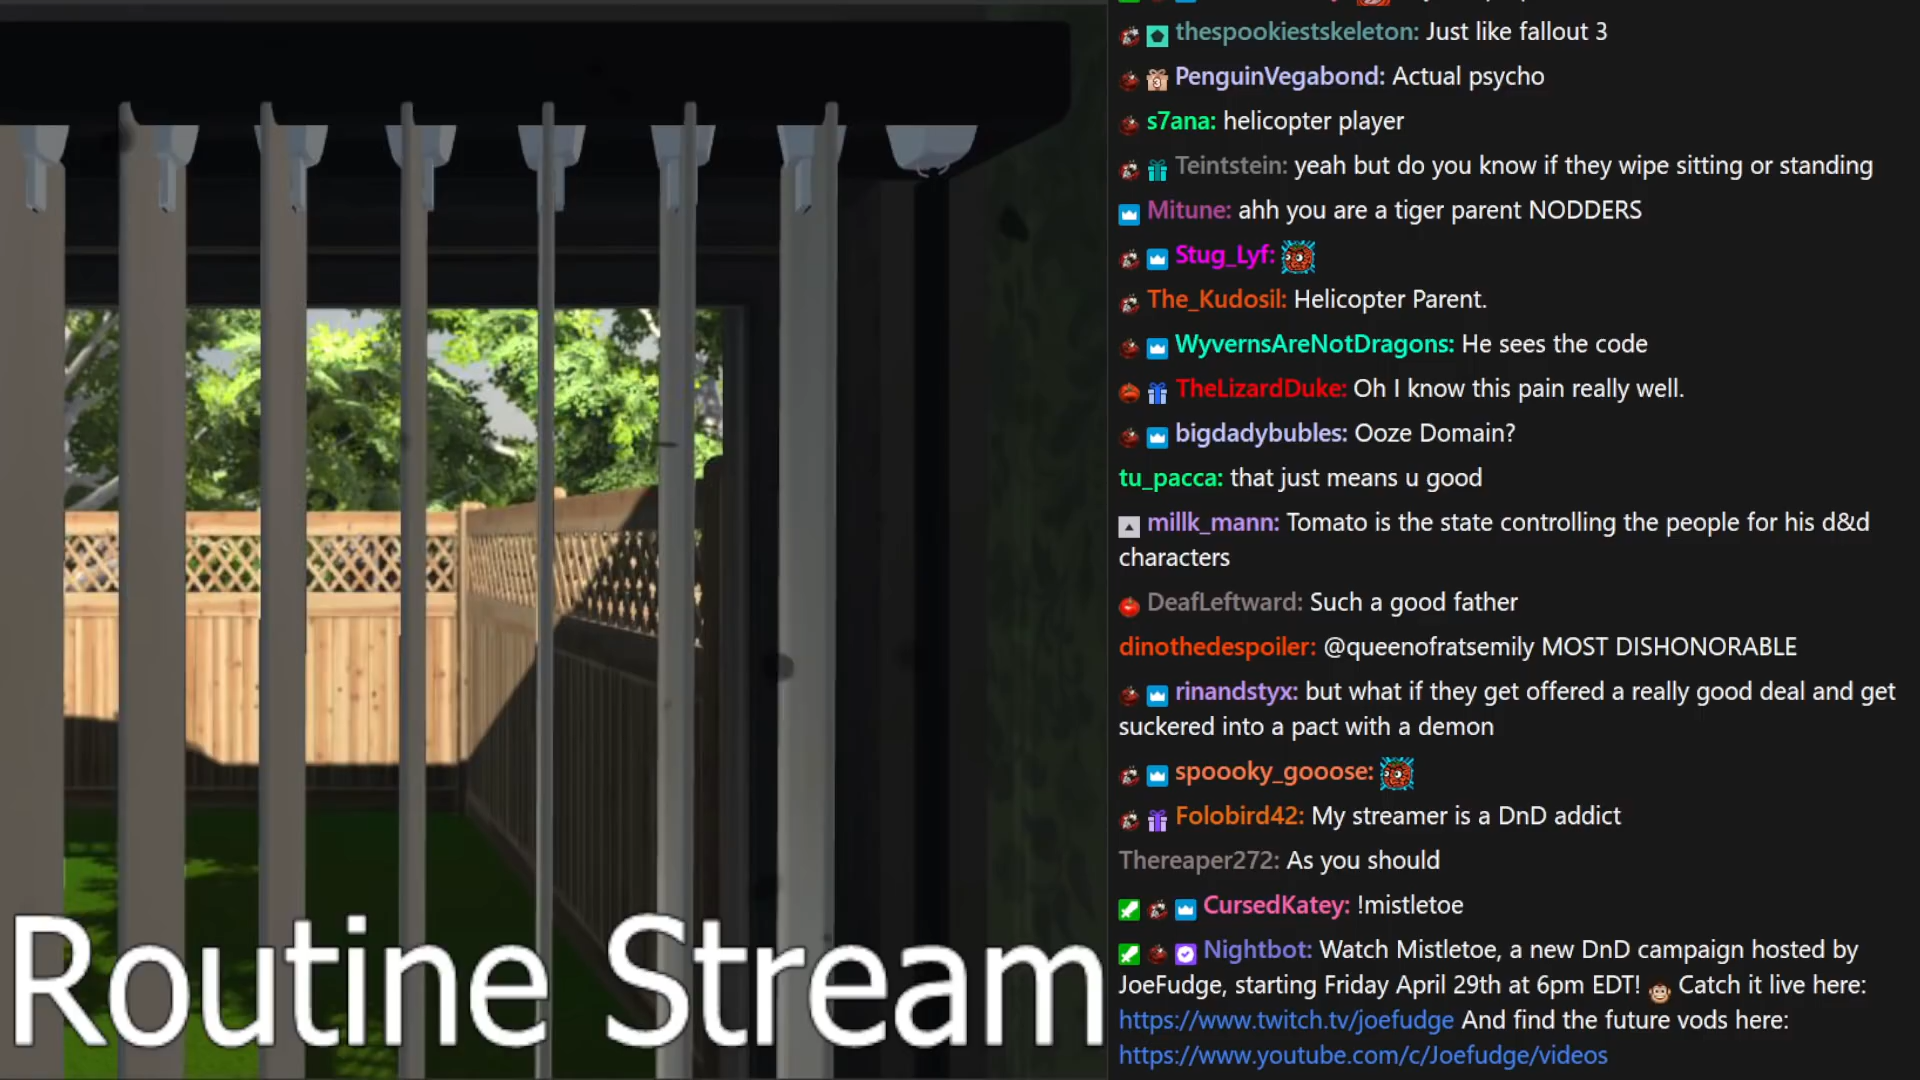 thespookiestskeleton: Just like fallout 3
PenguinVegabond: Actual psycho
s7ana: helicopter player
Teintstein: yeah but do you know if they wipe sitting or standing
Mitune: ahh you are a tiger parent NODDERS
Stug_Lyf:
The_Kudosil: Helicopter Parent.
WyvernsAreNotDragons: He sees the code
TheLizardDuke: Oh I know this pain really well.
bigdadybubles: Ooze Domain?
tu_pacca: that just means u good
millk_mann: Tomato is the state controlling the people for his d&d
characters
DeafLeftward: Such a good father
dinothedespoiler: @queenofratsemily MOST DISHONORABLE
rinandstyx: but what if they get offered a really good deal and get
suckered into a pact with a demon
spoooky_gooose:
Folobird42: My streamer is a DnD addict
Thereaper272: As you should
CursedKatey: !mistletoe
Nightbot: Watch Mistletoe, a new DnD campaign hosted by
JoeFudge, starting Friday April 29th at 6pm EDT! Catch it live here:
https://www.twitch.tv/joefudge And find the future vods here:
https://www.youtube.com/c/Joefudge/videos
Routine Stream